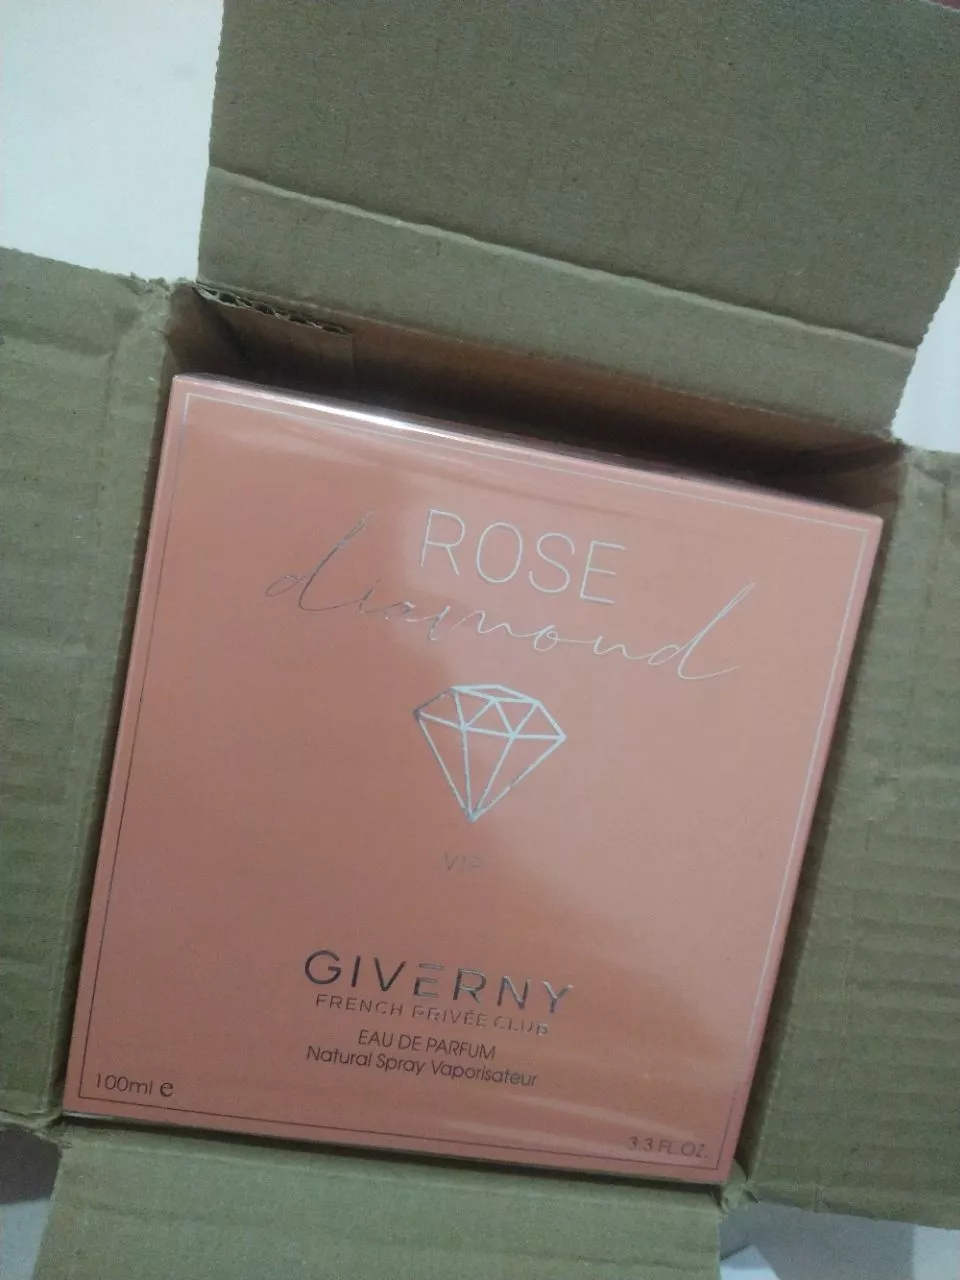 ROSE
diamond
VIP
GIVERNY
FRENCH PRIVÉE CLUB
EAU DE PARFUM
Natural Spray Vaporisateur
100ml e
3.3 FL.OZ.